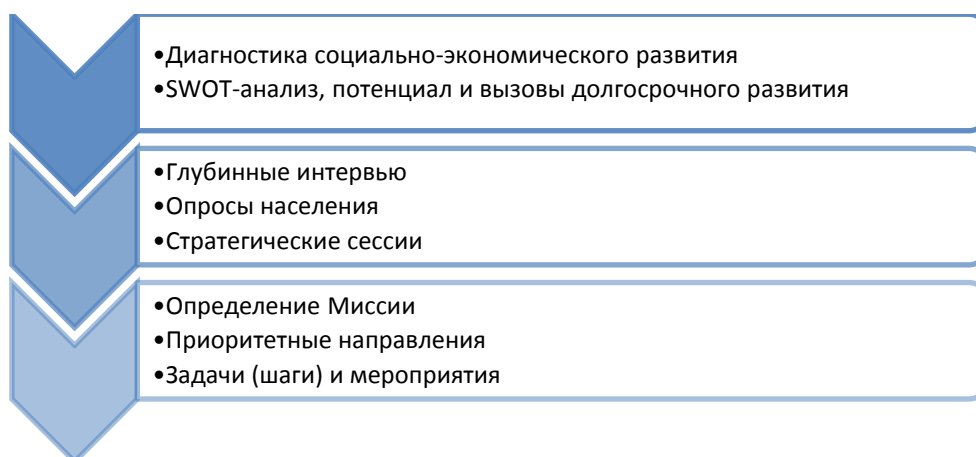 •Диагностика социально-экономического развития
•SWOT-анализ, потенциал и вызовы долгосрочного развития
•Глубинные интервью
•Опросы населения
•Стратегические сессии
•Определение Миссии
•Приоритетные направления
•Задачи (шаги) и мероприятия